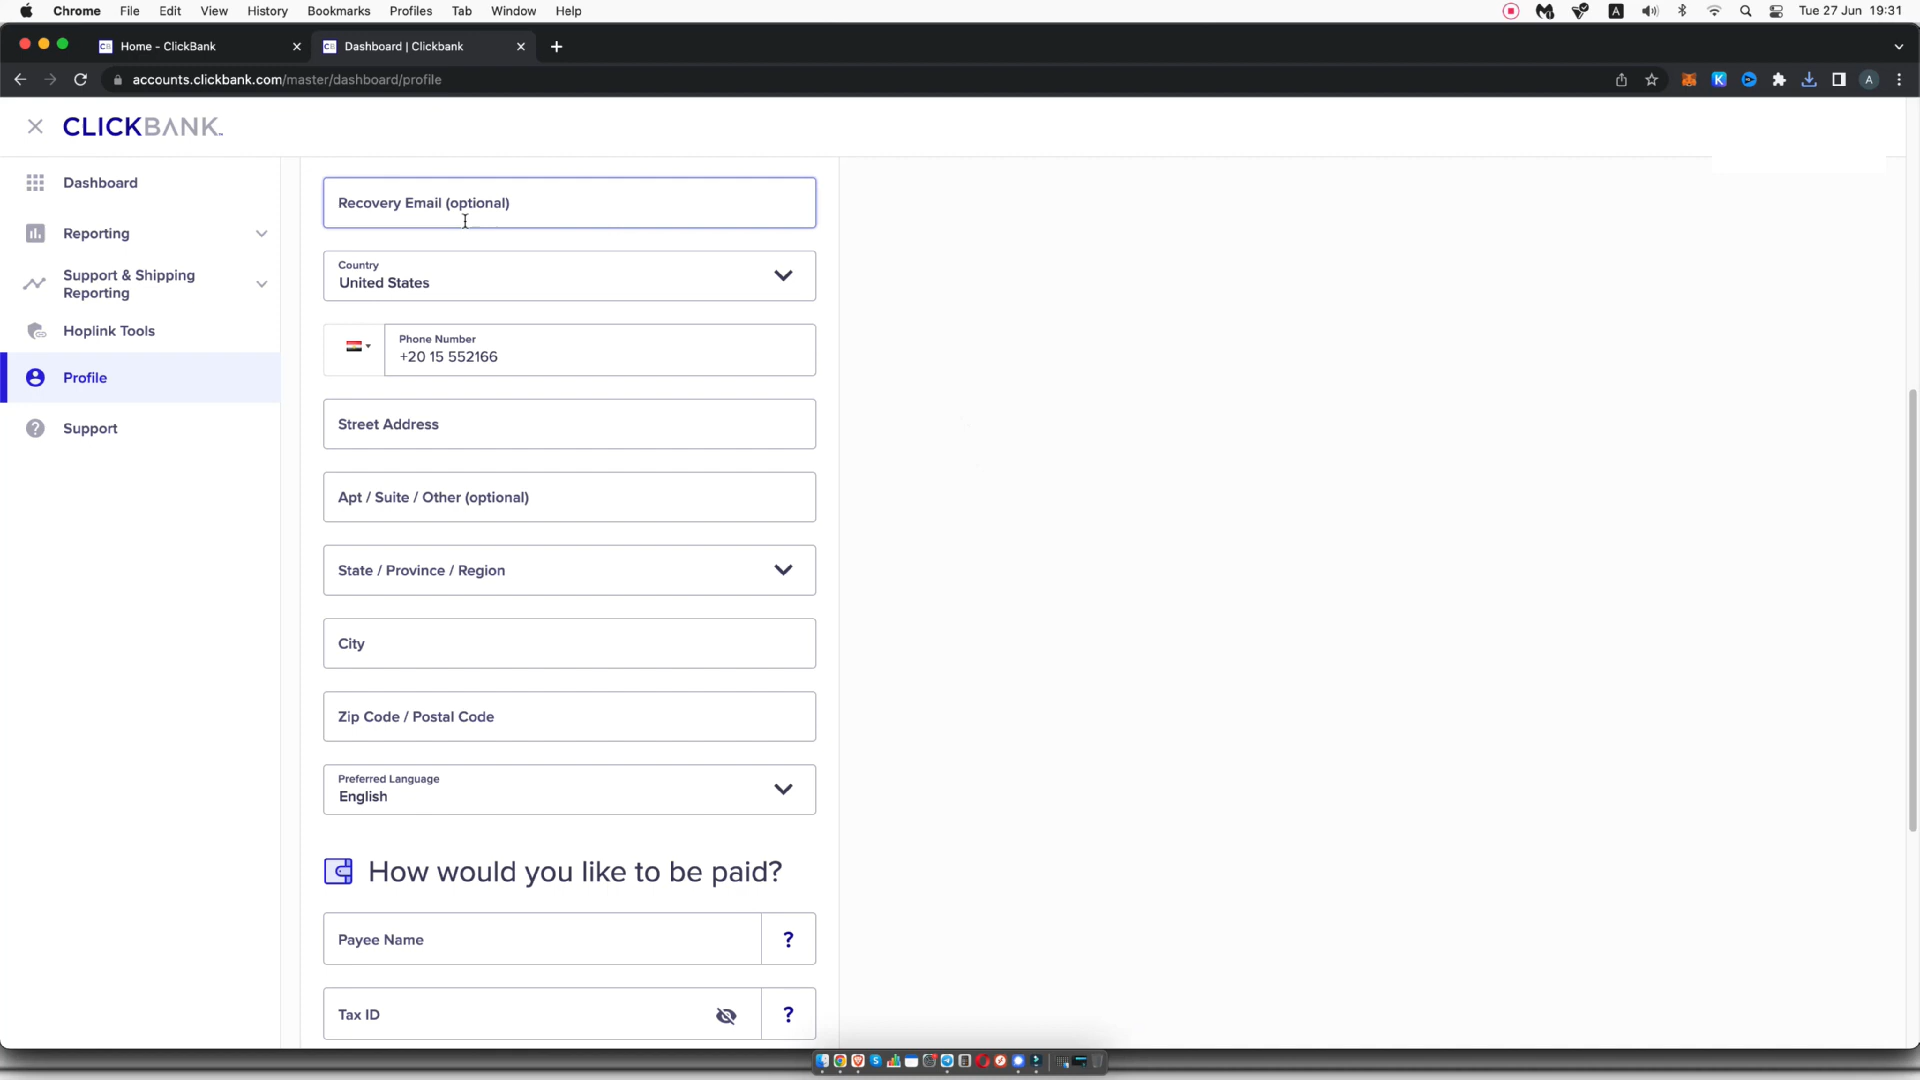 Chrome File Edit View History Bookmarks Profiles Tab Window Help A Tue 27 Jun 19:31
CB Home - ClickBank CB Dashboard | Clickbank
accounts.clickbank.com/master/dashboard/profile K A
CLICKBANK
Dashboard
Reporting
Support & Shipping
Reporting
Hoplink Tools
Profile
Support
Recovery Email (optional)
Country
United States
Phone Number
+20 15 552166
Street Address
Apt / Suite / Other (optional)
State / Province / Region
City
Zip Code / Postal Code
Preferred Language
English
How would you like to be paid?
Payee Name ?
Tax ID ?